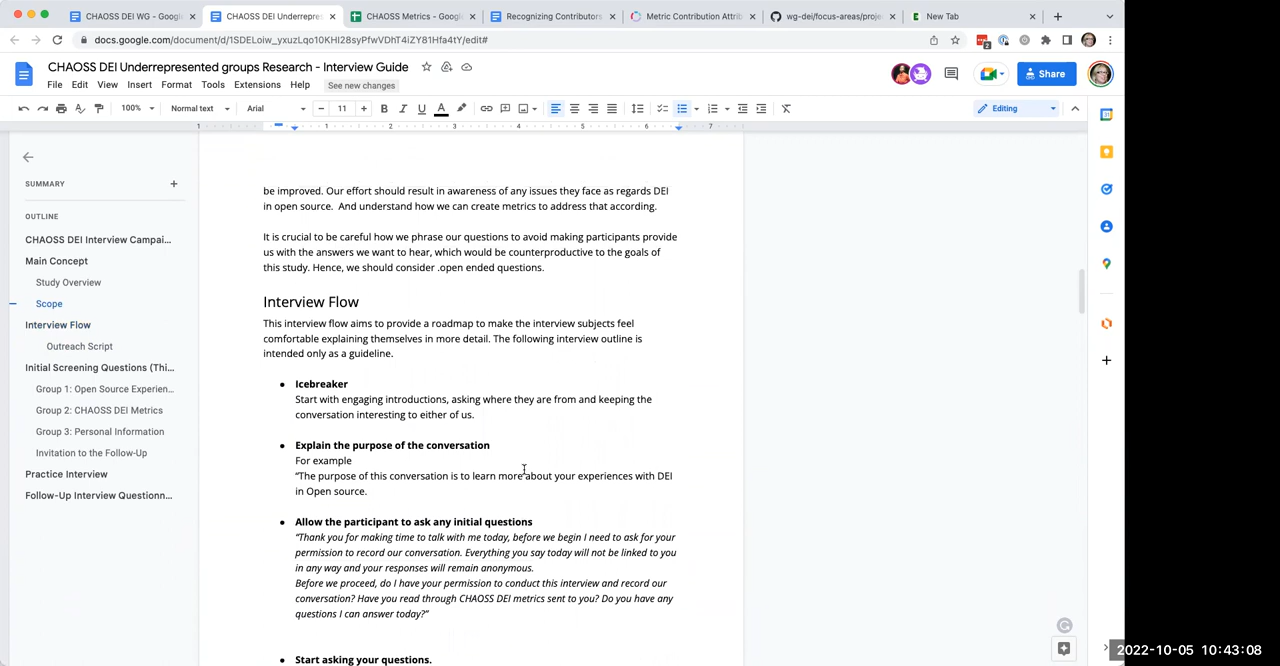 CHAOSS DEI WG - Google
CHAOSS DEI Underrepres
CHAOSS Metrics - Google
Recognizing Contributors
Metric Contribution Attrib
wg-dei/focus-areas/proje
New Tab
docs.google.com/document/d/1SDELoiw_yxuzLqo10KHI28syPfwVDhT4iZY81Hfa4tY/edit#
2
CHAOSS DEI Underrepresented groups Research - Interview Guide
File Edit View Insert Format Tools Extensions Help See new changes
Share
100% Normal text Arial 11 Editing
1 1 2 3 4 5 6 7
SUMMARY
OUTLINE
CHAOSS DEI Interview Campai...
Main Concept
Study Overview
Scope
Interview Flow
Outreach Script
Initial Screening Questions (Thi...
Group 1: Open Source Experien...
Group 2: CHAOSS DEI Metrics
Group 3: Personal Information
Invitation to the Follow-Up
Practice Interview
Follow-Up Interview Questionn...
be improved. Our effort should result in awareness of any issues they face as regards DEI
in open source. And understand how we can create metrics to address that according.
It is crucial to be careful how we phrase our questions to avoid making participants provide
us with the answers we want to hear, which would be counterproductive to the goals of
this study. Hence, we should consider .open ended questions.
Interview Flow
This interview flow aims to provide a roadmap to make the interview subjects feel
comfortable explaining themselves in more detail. The following interview outline is
intended only as a guideline.
● Icebreaker
Start with engaging introductions, asking where they are from and keeping the
conversation interesting to either of us.
● Explain the purpose of the conversation
For example
“The purpose of this conversation is to learn more about your experiences with DEI
in Open source.
● Allow the participant to ask any initial questions
“Thank you for making time to talk with me today, before we begin I need to ask for your
permission to record our conversation. Everything you say today will not be linked to you
in any way and your responses will remain anonymous.
Before we proceed, do I have your permission to conduct this interview and record our
conversation? Have you read through CHAOSS DEI metrics sent to you? Do you have any
questions I can answer today?”
● Start asking your questions.
2022-10-05 10:43:08